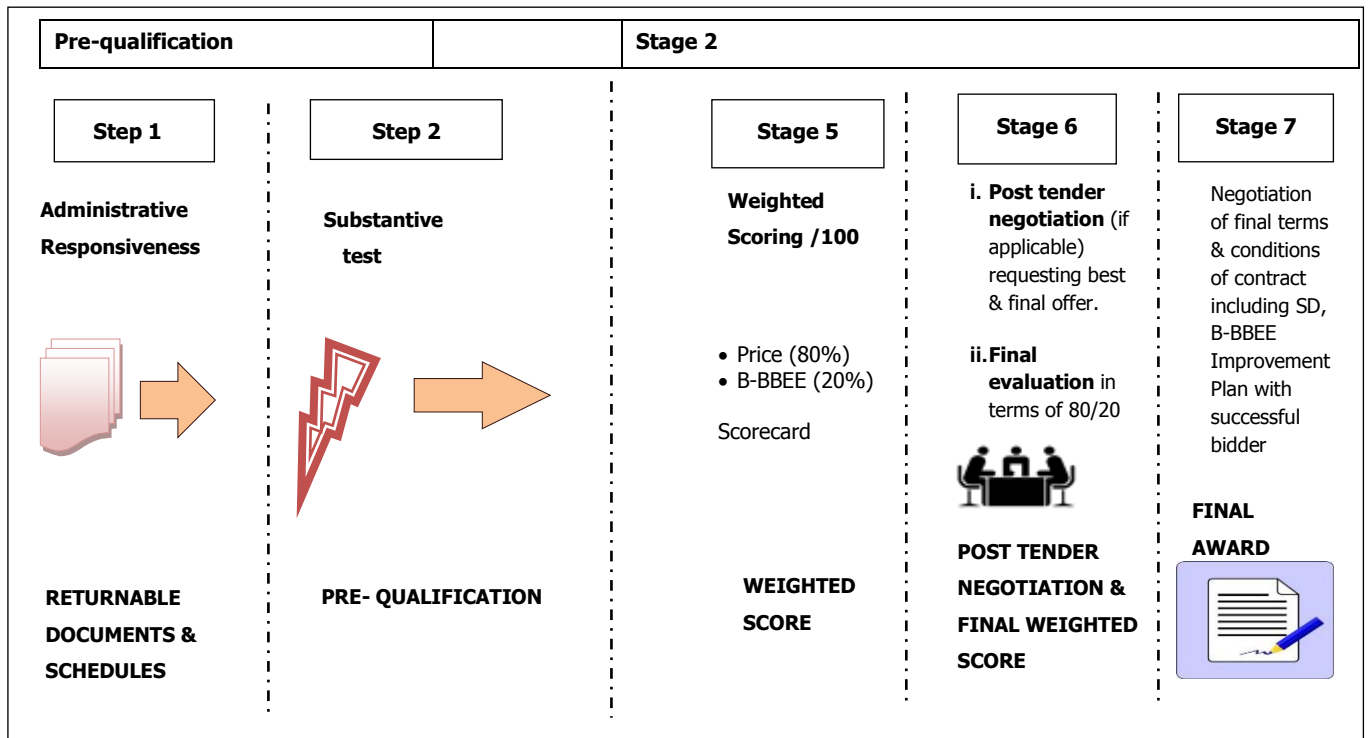 Pre-qualification
Stage 2
Step 1
Administrative
Responsiveness
RETURNABLE
DOCUMENTS &
SCHEDULES
Step 2
Substantive
test
PRE- QUALIFICATION
Stage 5
Weighted
Scoring /100
• Price (80%)
• B-BBEE (20%)
Scorecard
WEIGHTED
SCORE
Stage 6
i. Post tender
negotiation (if
applicable)
requesting best
& final offer.
ii. Final
evaluation in
terms of 80/20
POST TENDER
NEGOTIATION &
FINAL WEIGHTED
SCORE
Stage 7
Negotiation
of final terms
& conditions
of contract
including SD,
B-BBEE
Improvement
Plan with
successful
bidder
FINAL
AWARD